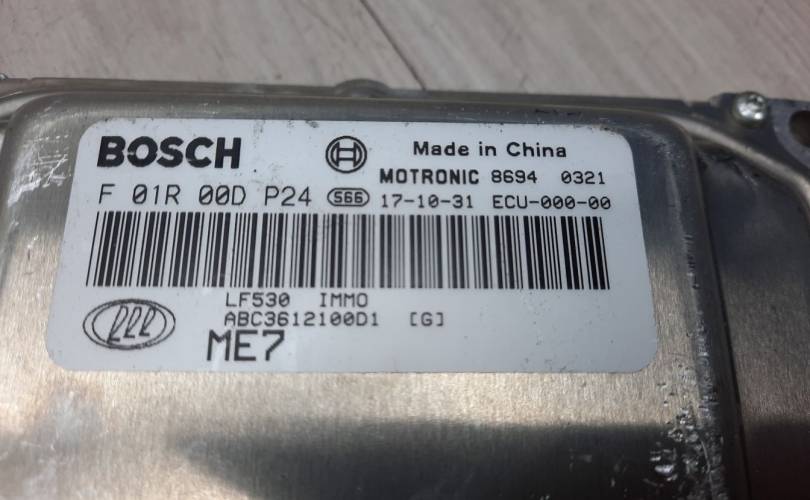 BOSCH Made in China
MOTRONIC 8694 0321
F 01R 00D P24 S66 17-10-31 ECU-000-00
LF530 IMMO
ABC3612100D1 [G]
ME7